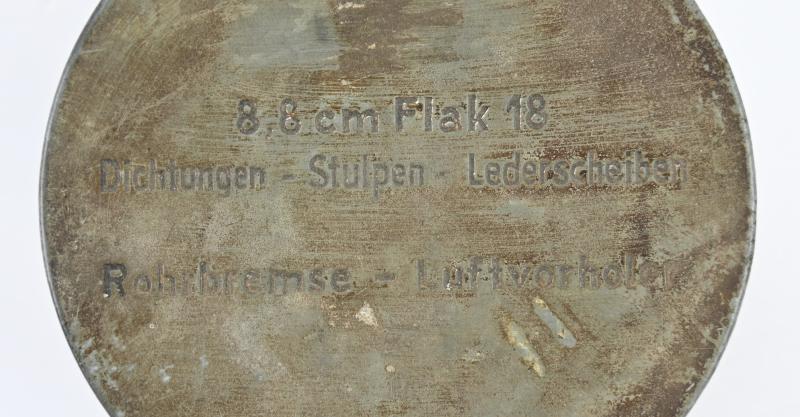 8,8 cm Flak 18
Dichtungen - Stulpen - Lederscheiben
Rohrbremse - Luftvorholer